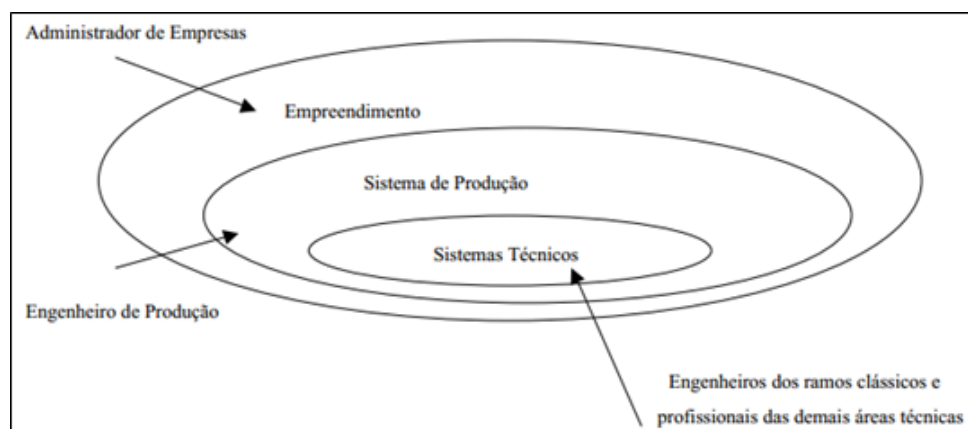 Administrador de Empresas
Empreendimento
Sistema de Produção
Sistemas Técnicos
Engenheiro de Produção
Engenheiros dos ramos clássicos e
profissionais das demais áreas técnicas